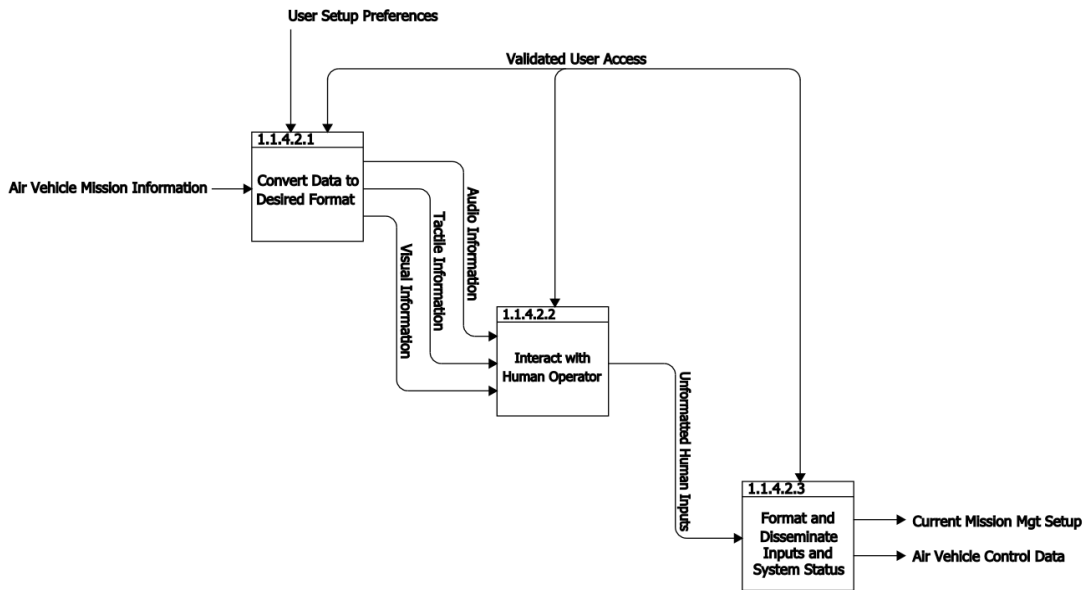 User Setup Preferences
Validated User Access
1.1.4.2.1
Convert Data to
Desired Format
Air Vehicle Mission Information
Audio Information
Tactile Information
Visual Information
1.1.4.2.2
Interact with
Human Operator
Unformatted Human Inputs
1.1.4.2.3
Format and
Disseminate
Inputs and
System Status
Current Mission Mgt Setup
Air Vehicle Control Data